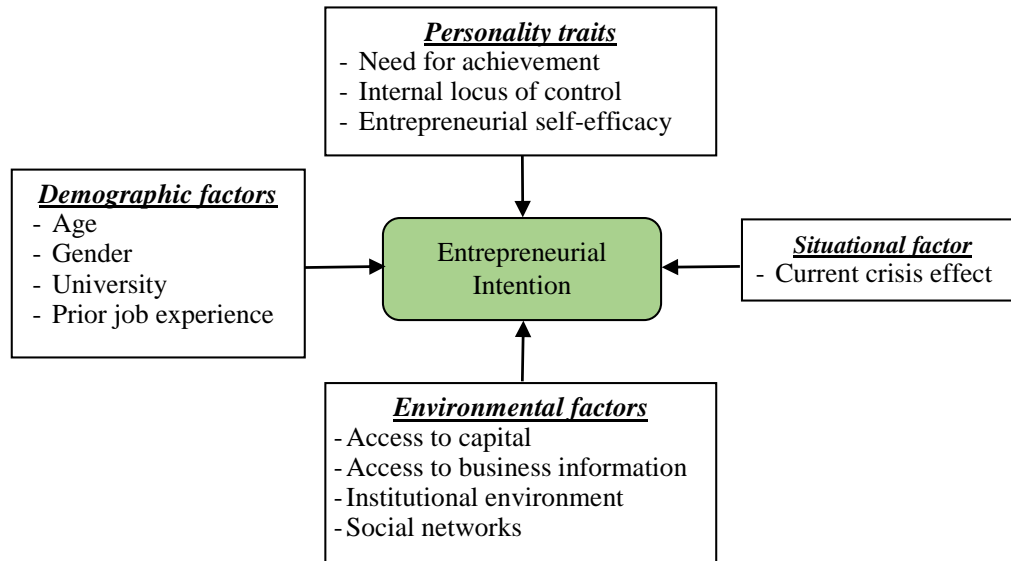 Personality traits
- Need for achievement
- Internal locus of control
- Entrepreneurial self-efficacy
Demographic factors
- Age
- Gender
- University
- Prior job experience
Entrepreneurial
Intention
Situational factor
- Current crisis effect
Environmental factors
- Access to capital
- Access to business information
- Institutional environment
- Social networks